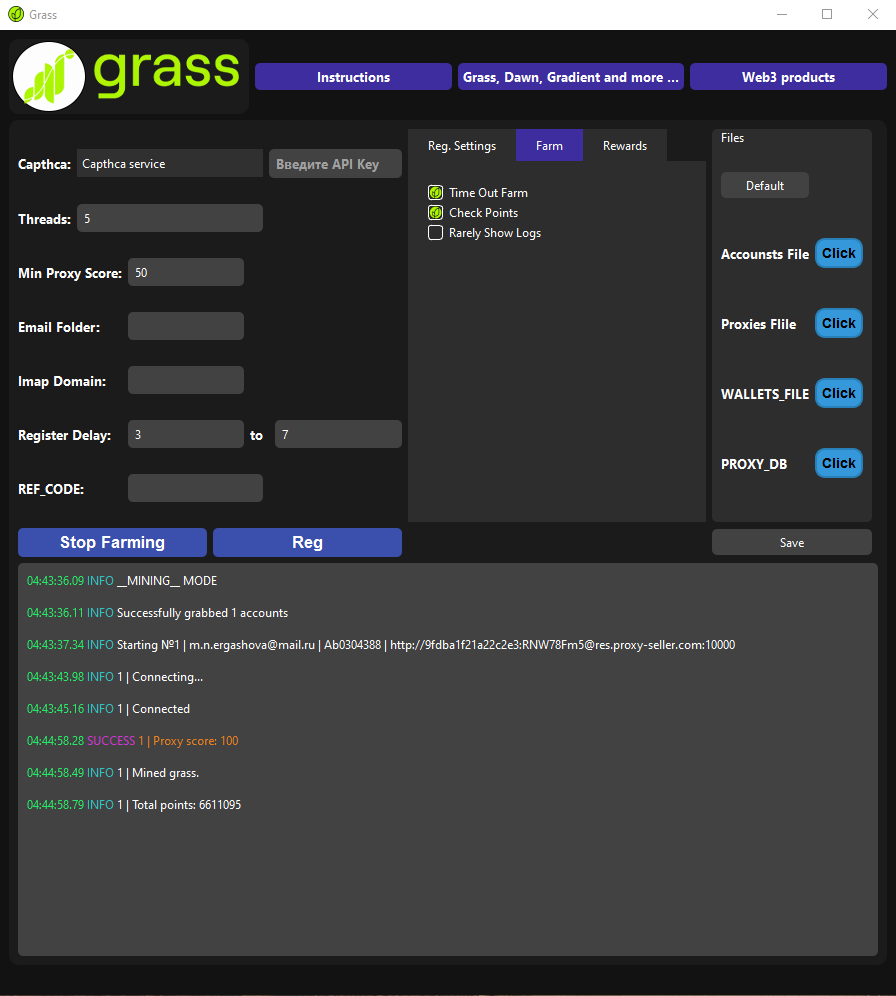 Grass
grass
Instructions
Grass, Dawn, Gradient and more ...
Web3 products
Capthca:
Capthca service
Введите API Key
Threads:
5
Min Proxy Score:
50
Email Folder:
Imap Domain:
Register Delay:
3
to
7
REF_CODE:
Reg. Settings
Farm
Rewards
Time Out Farm
Check Points
Rarely Show Logs
Files
Default
Accounsts File
Click
Proxies Flile
Click
WALLETS_FILE
Click
PROXY_DB
Click
Stop Farming
Reg
Save
04:43:36.09 INFO __MINING__ MODE
04:43:36.11 INFO Successfully grabbed 1 accounts
04:43:37.34 INFO Starting №1 | m.n.ergashova@mail.ru | Ab0304388 | http://9fdba1f21a22c2e3:RNW78Fm5@res.proxy-seller.com:10000
04:43:43.98 INFO 1 | Connecting...
04:43:45.16 INFO 1 | Connected
04:44:58.28 SUCCESS 1 | Proxy score: 100
04:44:58.49 INFO 1 | Mined grass.
04:44:58.79 INFO 1 | Total points: 6611095